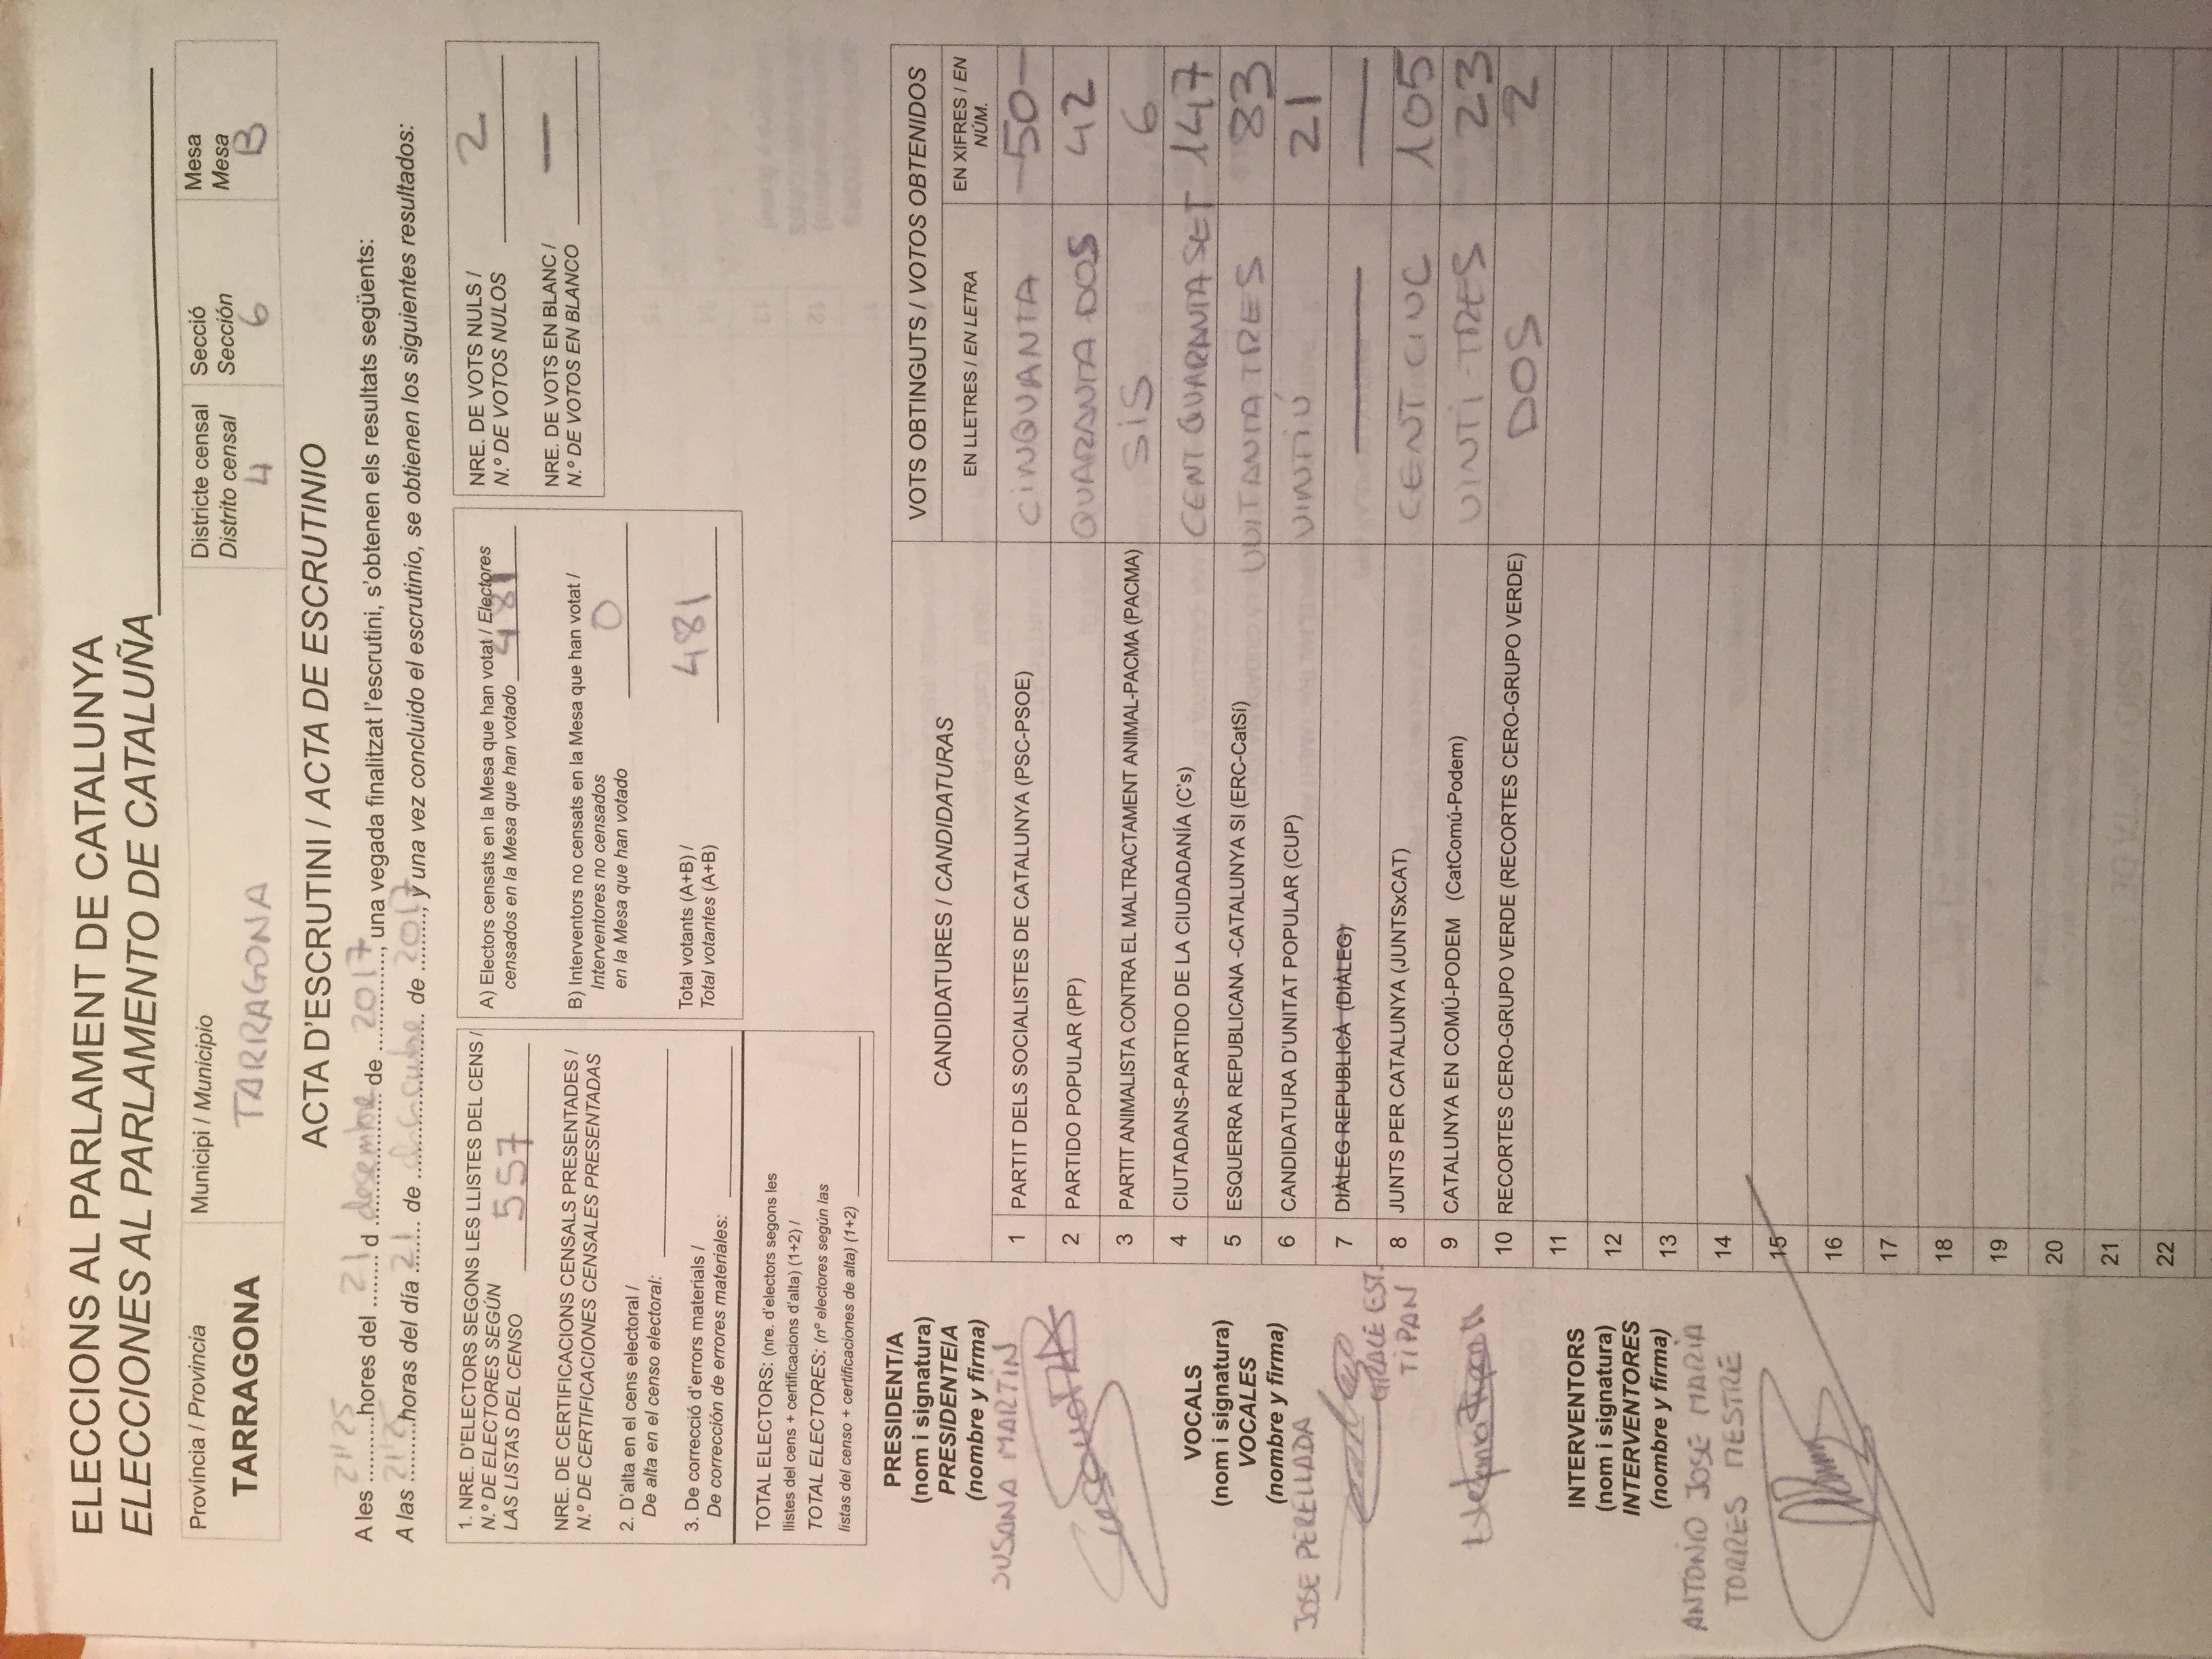 ELECCIONS AL PARLAMENT DE CATALUNYA
ELECCIONES AL PARLAMENTO DE CATALUÑA
Província / Provincia
TARRAGONA
Municipi / Municipio
TARRAGONA
Districte censal
Distrito censal
4
Secció
Sección
6
Mesa
Mesa
B
ACTA D'ESCRUTINI / ACTA DE ESCRUTINIO
A les 21'25 hores del 21 d desembre de 2017, una vegada finalitzat l'escrutini, s'obtenen els resultats següents:
A las 21'25 horas del día 21 de de 2017, y una vez concluido el escrutinio, se obtienen los siguientes resultados:
1. NRE. D'ELECTORS SEGONS LES LLISTES DEL CENS /
N.º DE ELECTORES SEGÚN
LAS LISTAS DEL CENSO 557
NRE. DE CERTIFICACIONS CENSALS PRESENTADES /
N.º DE CERTIFICACIONES CENSALES PRESENTADAS
2. D'alta en el cens electoral /
De alta en el censo electoral:
3. De correcció d'errors materials /
De corrección de errores materiales:
TOTAL ELECTORS: (nre. d'electors segons les
llistes del cens + certificacions d'alta) (1+2) /
TOTAL ELECTORES: (nº electores según las
listas del censo + certificaciones de alta) (1+2)
A) Electors censats en la Mesa que han votat / Electores
censados en la Mesa que han votado 481
B) Interventors no censats en la Mesa que han votat /
Interventores no censados
en la Mesa que han votado 0
Total votants (A+B) /
Total votantes (A+B) 481
NRE. DE VOTS NULS /
N.º DE VOTOS NULOS 2
NRE. DE VOTS EN BLANC /
N.º DE VOTOS EN BLANCO —
PRESIDENT/A
(nom i signatura)
PRESIDENTE/A
(nombre y firma)
SUSANA MARTIN
VOCALS
(nom i signatura)
VOCALES
(nombre y firma)
JOSE PERELLADA
GRACE EST.
TIPAN
INTERVENTORS
(nom i signatura)
INTERVENTORES
(nombre y firma)
ANTONIO JOSE MARIA
TORRES MESTRE
CANDIDATURES / CANDIDATURAS
VOTS OBTINGUTS / VOTOS OBTENIDOS
EN LLETRES / EN LETRA
EN XIFRES / EN
NÚM.
1 PARTIT DELS SOCIALISTES DE CATALUNYA (PSC-PSOE) CINQUANTA -50-
2 PARTIDO POPULAR (PP) QUARANTA DOS 42
3 PARTIT ANIMALISTA CONTRA EL MALTRACTAMENT ANIMAL-PACMA (PACMA) SIS 6
4 CIUTADANS-PARTIDO DE LA CIUDADANÍA (C's) CENT QUARANTA SET 147
5 ESQUERRA REPUBLICANA -CATALUNYA SI (ERC-CatSí) VUITANTA TRES 83
6 CANDIDATURA D'UNITAT POPULAR (CUP) VINTIÚ 21
7 DIÀLEG REPUBLICÀ (DIÀLEG) — —
8 JUNTS PER CATALUNYA (JUNTSxCAT) CENT CINC 105
9 CATALUNYA EN COMÚ-PODEM (CatComú-Podem) VINTI-TRES 23
10 RECORTES CERO-GRUPO VERDE (RECORTES CERO-GRUPO VERDE) DOS 2
11
12
13
14
15
16
17
18
19
20
21
22